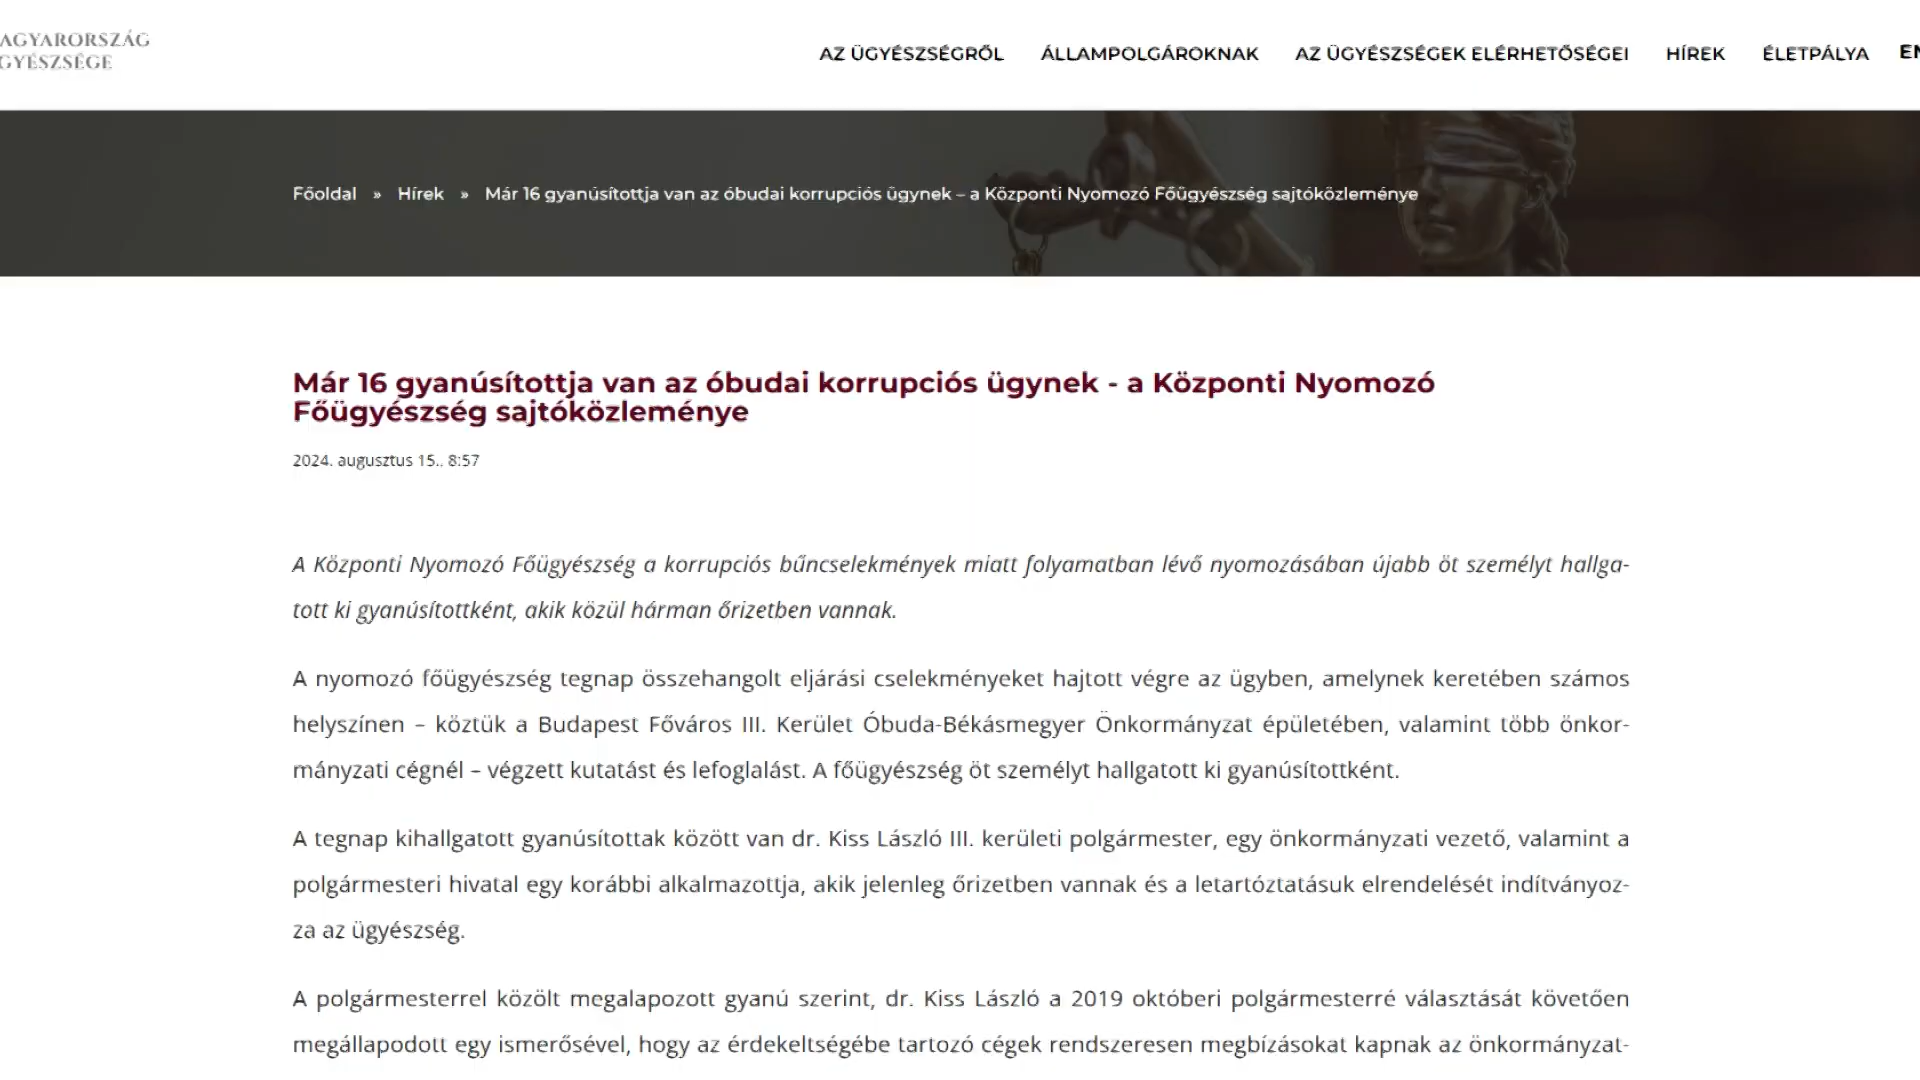 AGYARORSZÁG
GYÉSZSÉGE
AZ ÜGYÉSZSÉGRŐL ÁLLAMPOLGÁROKNAK AZ ÜGYÉSZSÉGEK ELÉRHETŐSÉGEI HÍREK ÉLETPÁLYA EN
Főoldal » Hírek » Már 16 gyanúsítottja van az óbudai korrupciós ügynek – a Központi Nyomozó Főügyészség sajtóközleménye
Már 16 gyanúsítottja van az óbudai korrupciós ügynek - a Központi Nyomozó
Főügyészség sajtóközleménye
2024. augusztus 15.. 8:57
A Központi Nyomozó Főügyészség a korrupciós bűncselekmények miatt folyamatban lévő nyomozásában újabb öt személyt hallga-
tott ki gyanúsítottként, akik közül hárman őrizetben vannak.
A nyomozó főügyészség tegnap összehangolt eljárási cselekményeket hajtott végre az ügyben, amelynek keretében számos
helyszínen – köztük a Budapest Főváros III. Kerület Óbuda-Békásmegyer Önkormányzat épületében, valamint több önkor-
mányzati cégnél – végzett kutatást és lefoglalást. A főügyészség öt személyt hallgatott ki gyanúsítottként.
A tegnap kihallgatott gyanúsítottak között van dr. Kiss László III. kerületi polgármester, egy önkormányzati vezető, valamint a
polgármesteri hivatal egy korábbi alkalmazottja, akik jelenleg őrizetben vannak és a letartóztatásuk elrendelését indítványoz-
za az ügyészség.
A polgármesterrel közölt megalapozott gyanú szerint, dr. Kiss László a 2019 októberi polgármesterré választását követően
megállapodott egy ismerősével, hogy az érdekeltségébe tartozó cégek rendszeresen megbízásokat kapnak az önkormányzat-